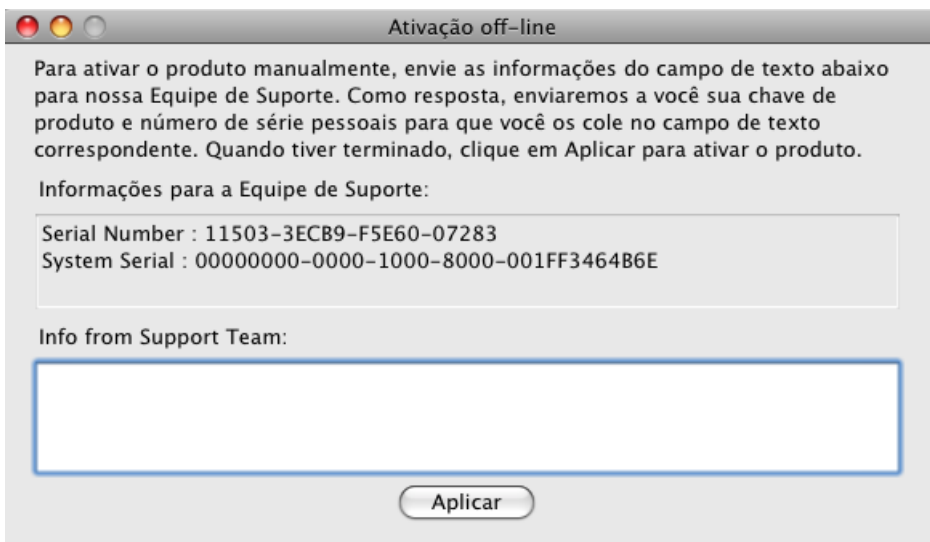 Ativação off-line
Para ativar o produto manualmente, envie as informações do campo de texto abaixo
para nossa Equipe de Suporte. Como resposta, enviaremos a você sua chave de
produto e número de série pessoais para que você os cole no campo de texto
correspondente. Quando tiver terminado, clique em Aplicar para ativar o produto.
Informações para a Equipe de Suporte:
Serial Number : 11503-3ECB9-F5E60-07283
System Serial : 00000000-0000-1000-8000-001FF3464B6E
Info from Support Team:
Aplicar